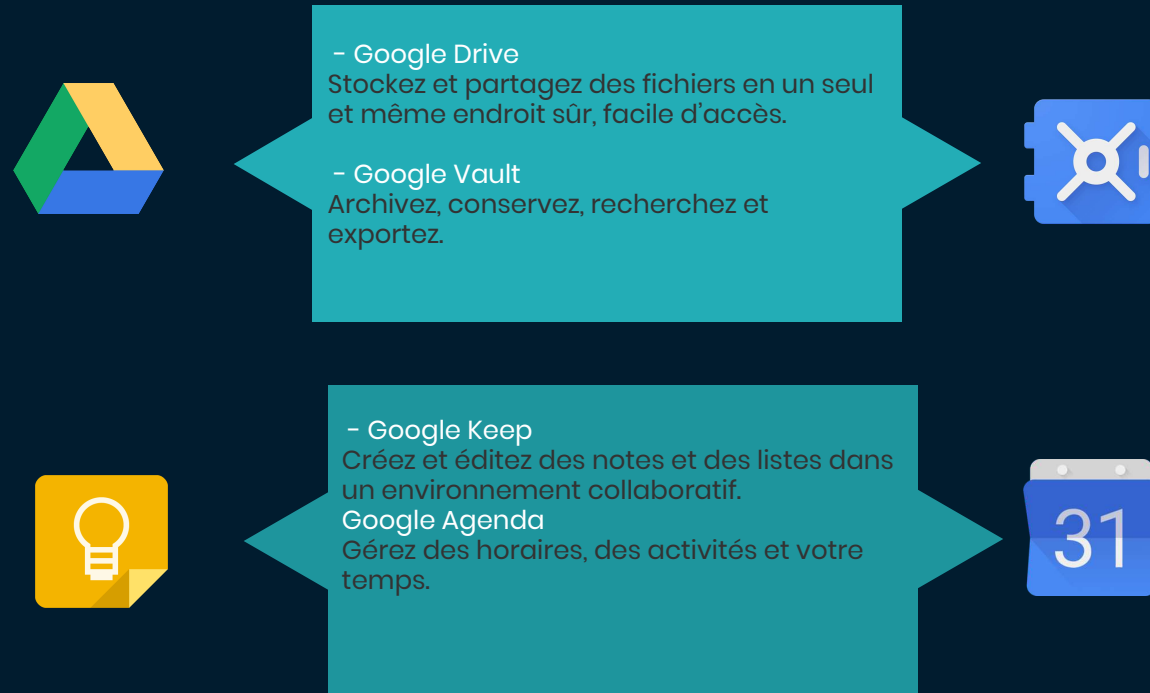 - Google Drive
Stockez et partagez des fichiers en un seul
et même endroit sûr, facile d’accès.
- Google Vault
Archivez, conservez, recherchez et
exportez.
- Google Keep
Créez et éditez des notes et des listes dans
un environnement collaboratif.
Google Agenda
Gérez des horaires, des activités et votre
temps.
31